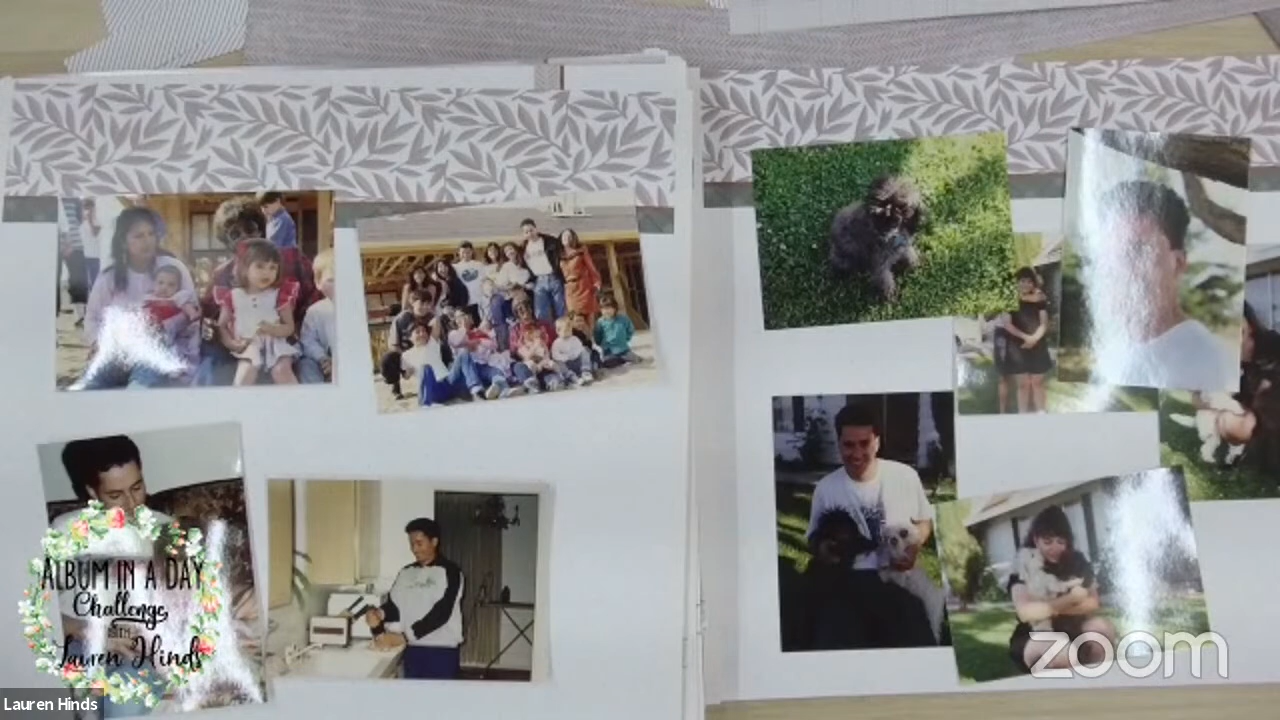 ALBUM IN A DAY
Challenge
WITH
Lauren Hinds
Lauren Hinds
zoom